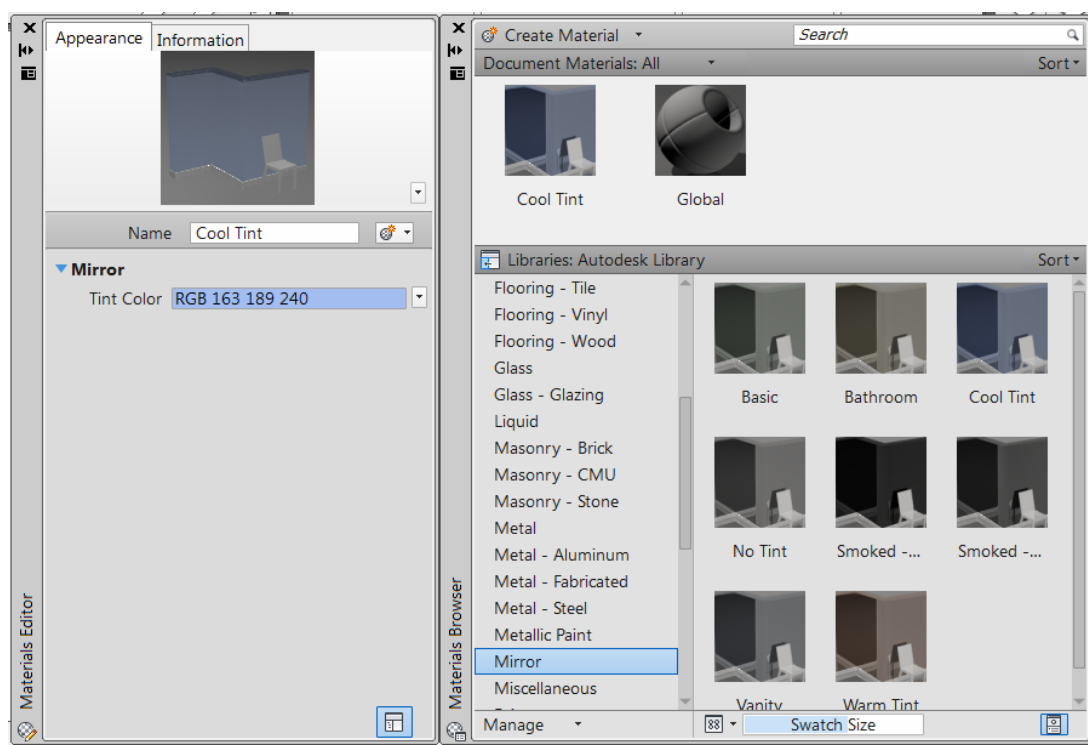 Appearance
Information
Name
Cool Tint
Mirror
Tint Color
RGB 163 189 240
Materials Editor
Create Material
Search
Document Materials: All
Sort
Cool Tint
Global
Libraries: Autodesk Library
Sort
Flooring - Tile
Flooring - Vinyl
Flooring - Wood
Glass
Glass - Glazing
Liquid
Masonry - Brick
Masonry - CMU
Masonry - Stone
Metal
Metal - Aluminum
Metal - Fabricated
Metal - Steel
Metallic Paint
Mirror
Miscellaneous
Basic
Bathroom
Cool Tint
No Tint
Smoked -...
Smoked -...
Vanity
Warm Tint
Manage
Swatch Size
Materials Browser